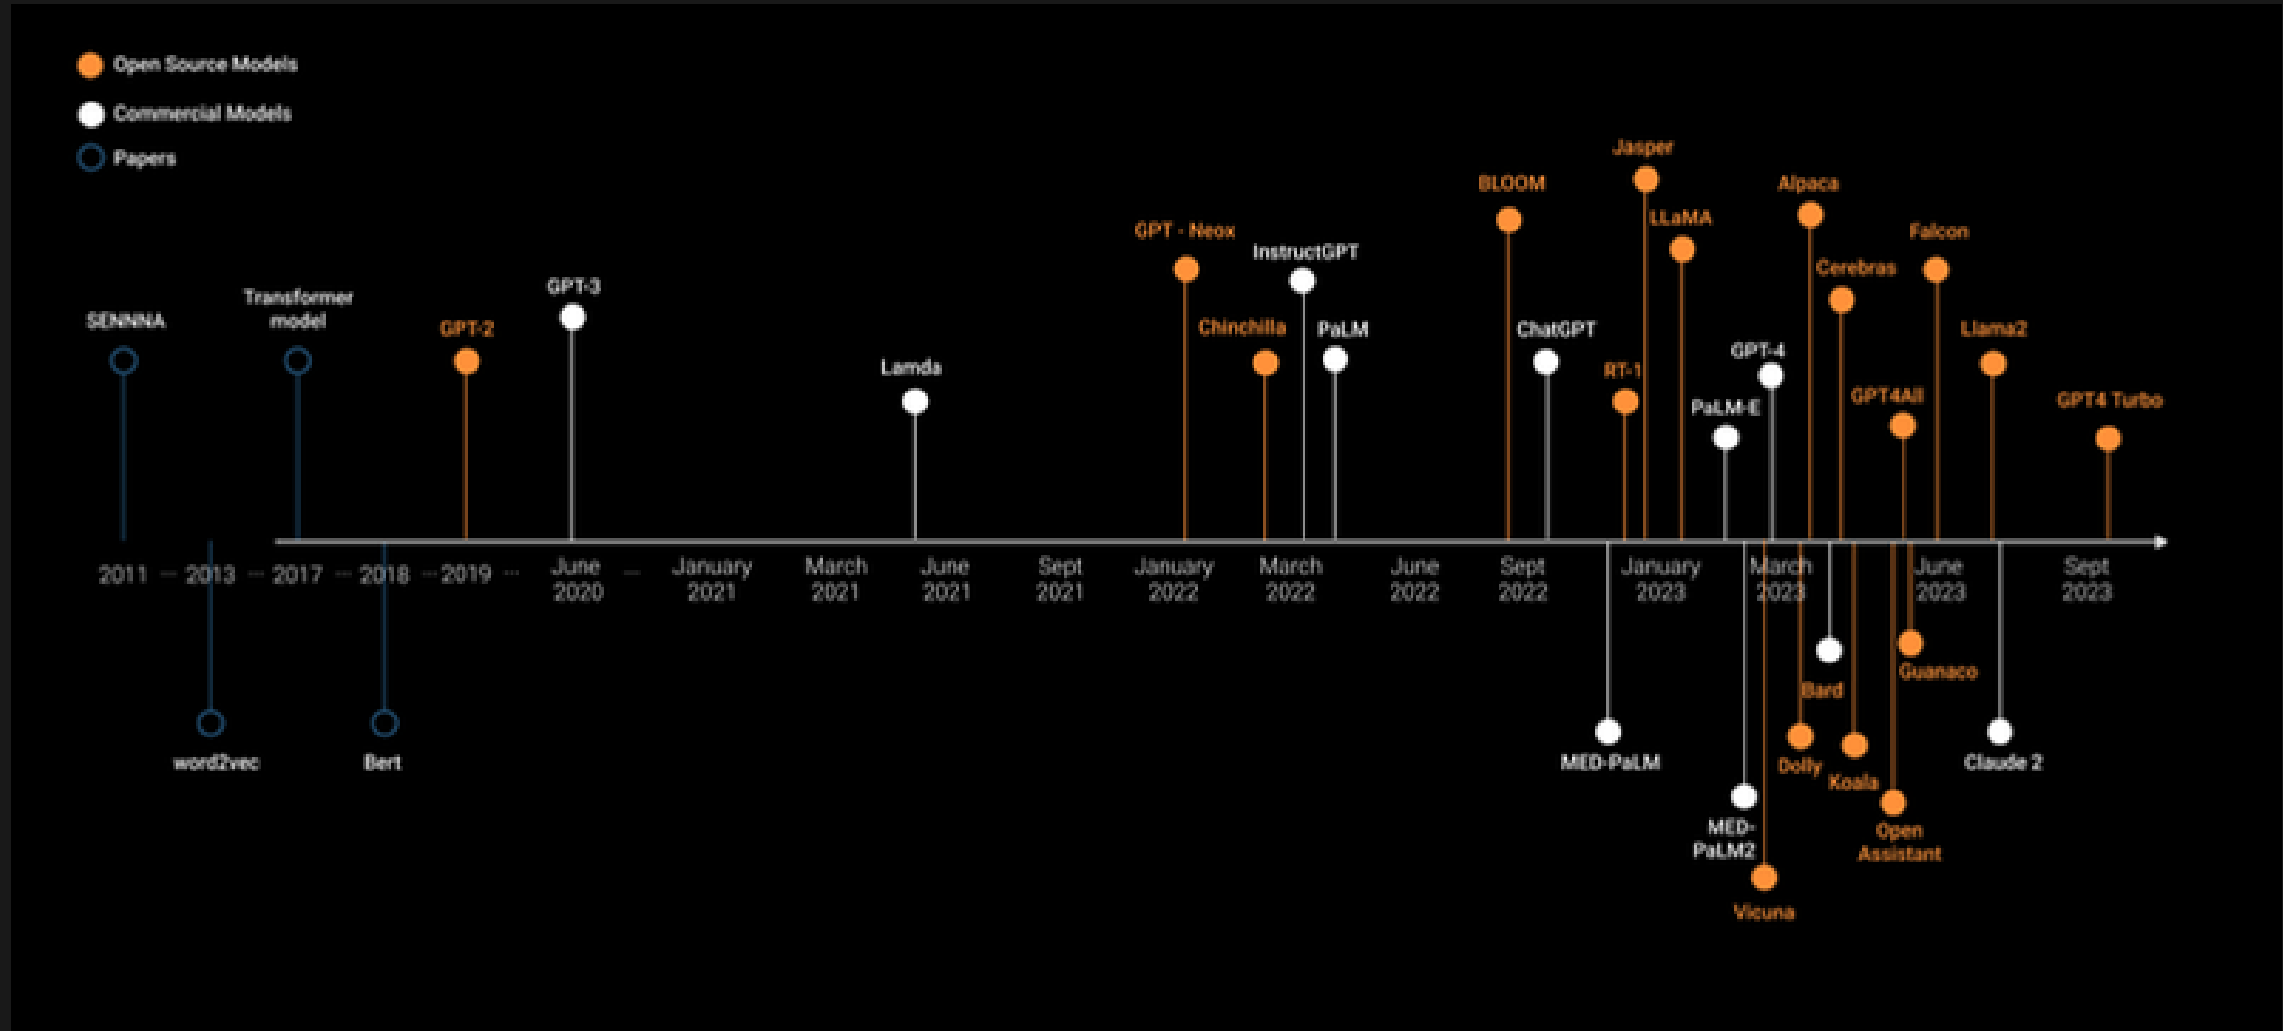 Open Source Models
Commercial Models
Papers
Jasper
BLOOM
Alpaca
LLaMA
GPT - Neox
Falcon
InstructGPT
Cerebras
GPT-3
Transformer
model
SENNNA
GPT-2
Chinchilla
PaLM
ChatGPT
Llama2
GPT-4
Lamda
RT-1
GPT4All
GPT4 Turbo
PaLM-E
2011 ... 2013 ... 2017 ... 2018 ... 2019 ...
June
2020
...
January
2021
March
2021
June
2021
Sept
2021
January
2022
March
2022
June
2022
Sept
2022
January
2023
March
2023
June
2023
Sept
2023
Guanaco
Bard
word2vec
Bert
MED-PaLM
Dolly
Claude 2
Koala
MED-
PaLM2
Open
Assistant
Vicuna